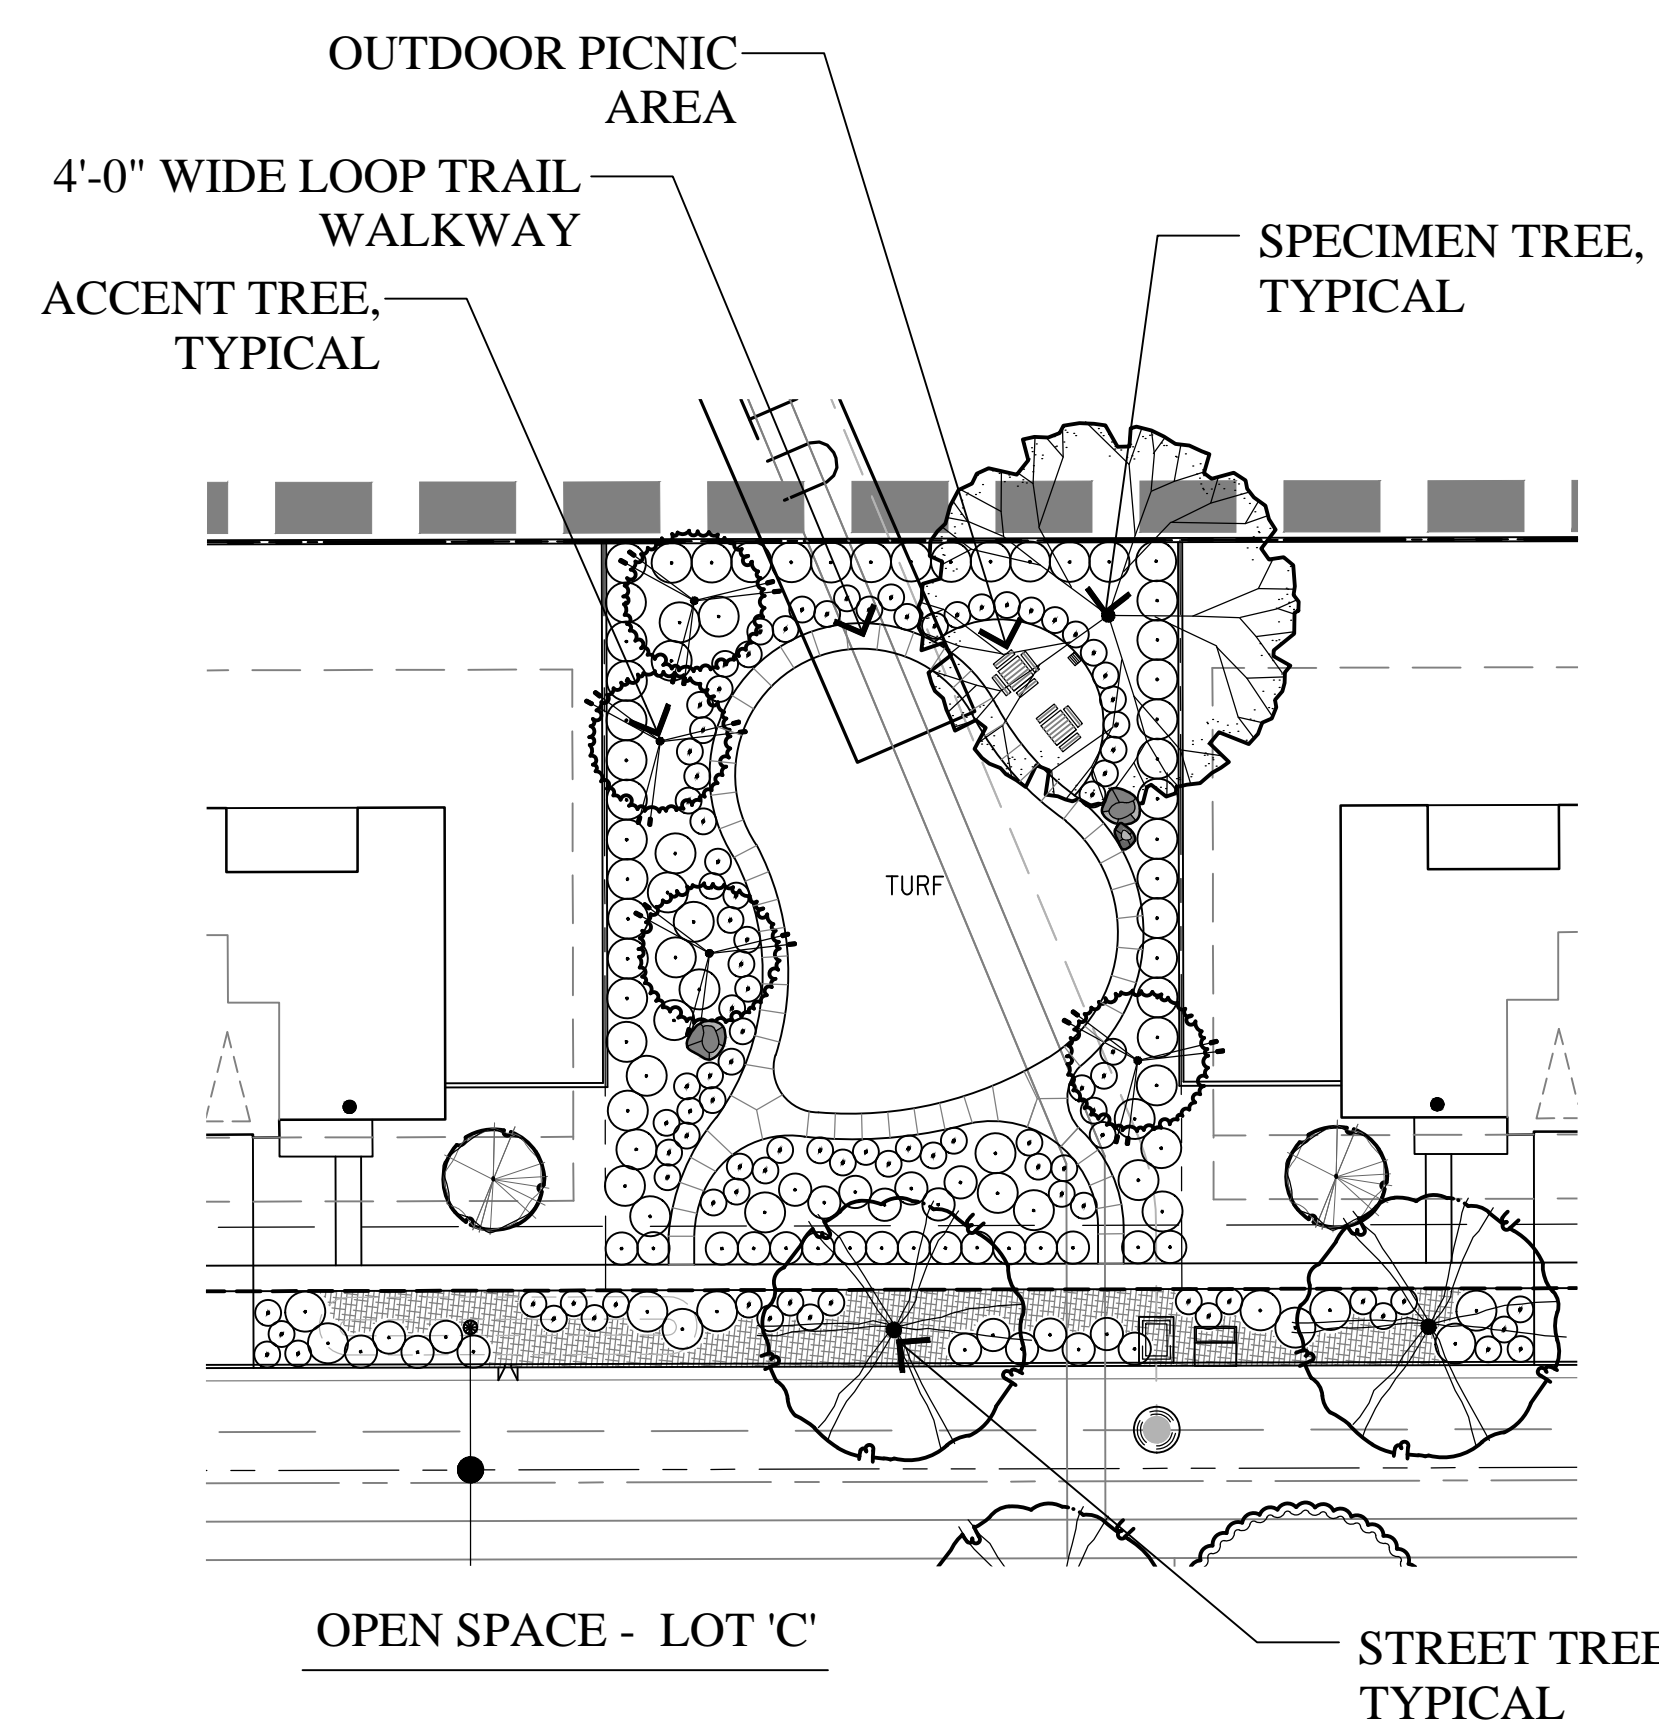 OUTDOOR PICNIC
AREA
4'-0" WIDE LOOP TRAIL
WALKWAY
ACCENT TREE,
TYPICAL
SPECIMEN TREE,
TYPICAL
TURF
OPEN SPACE - LOT 'C'
STREET TREE
TYPICAL